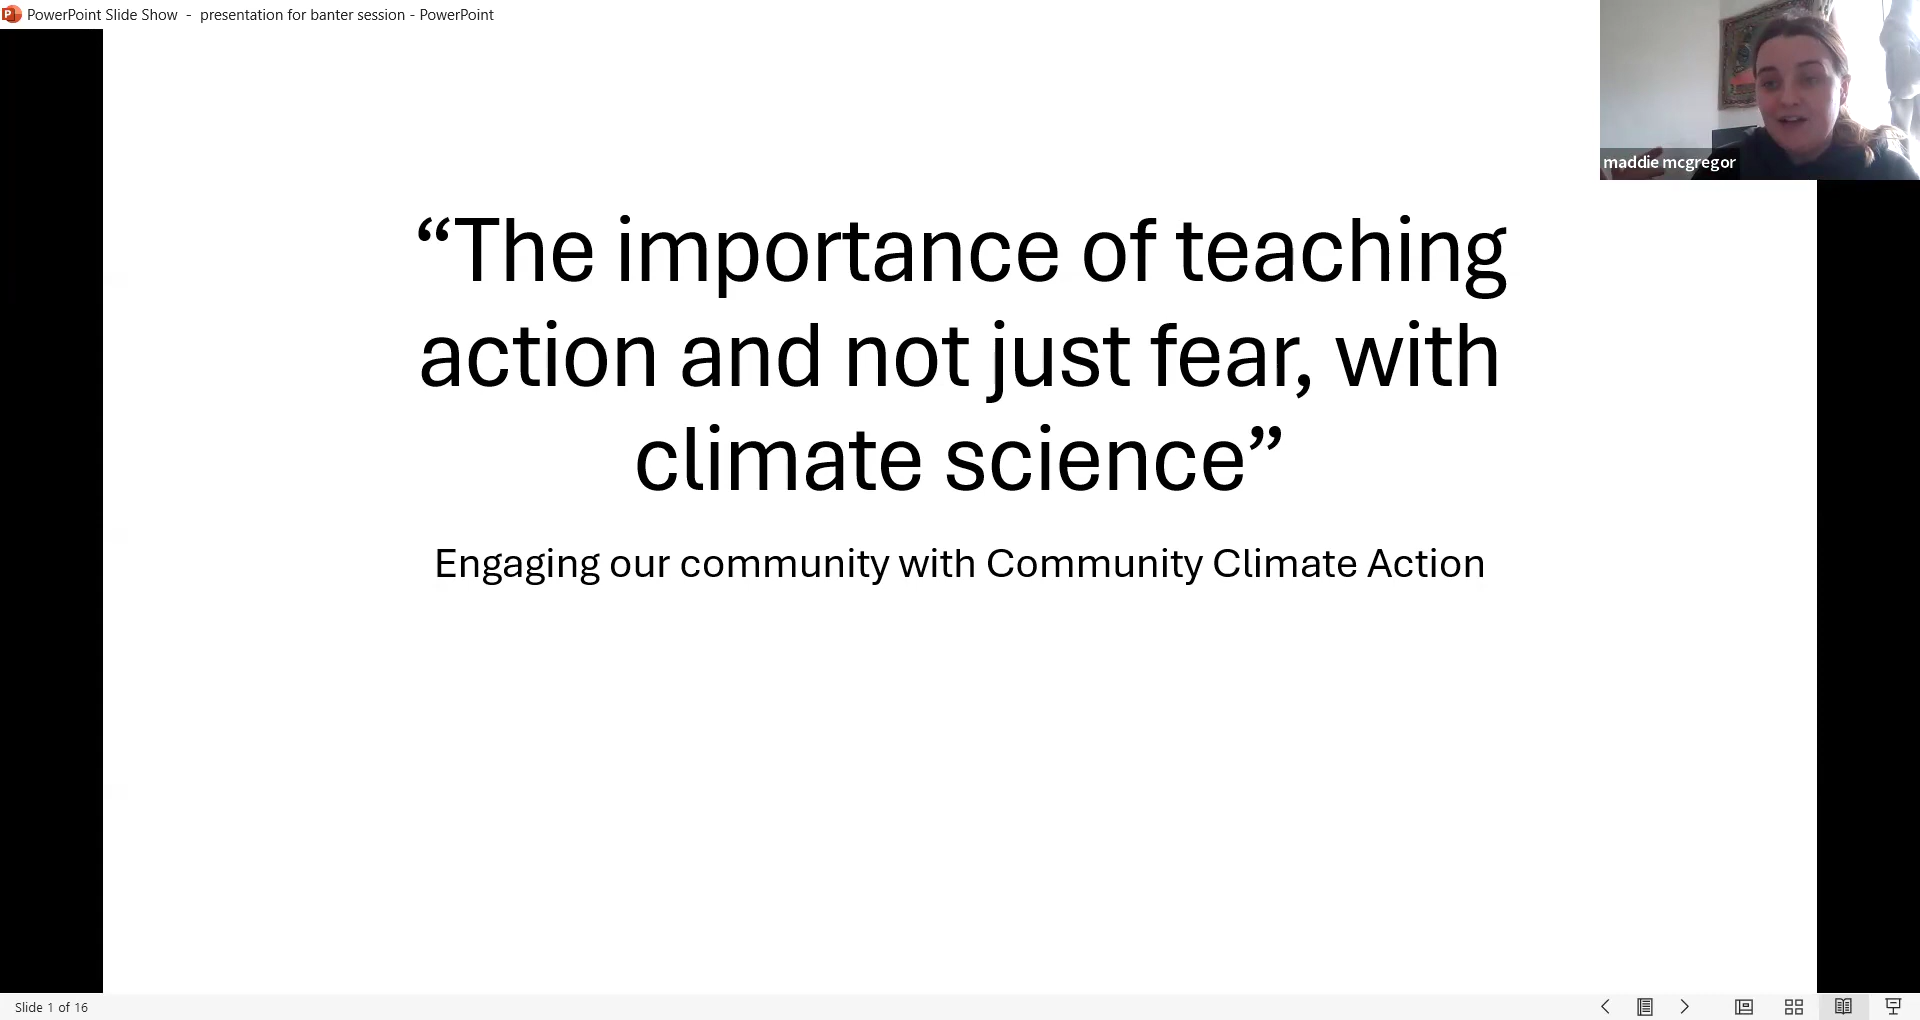 PowerPoint Slide Show - presentation for banter session - PowerPoint
maddie mcgregor
“The importance of teaching
action and not just fear, with
climate science”
Engaging our community with Community Climate Action
Slide 1 of 16